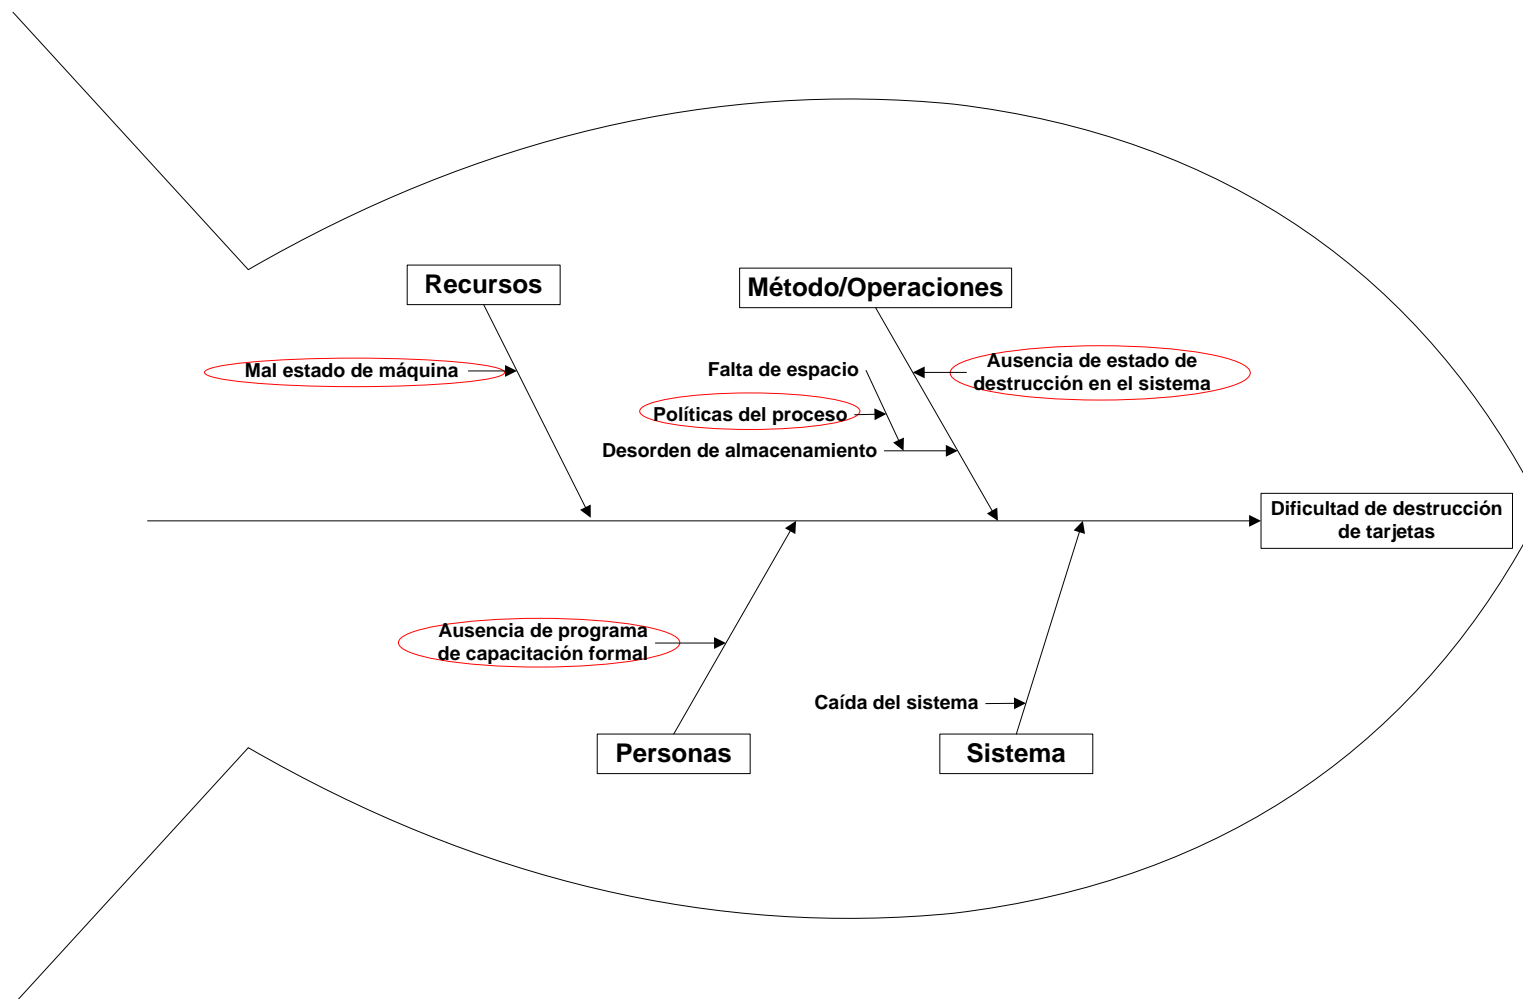 Recursos
Método/Operaciones
Mal estado de máquina
Falta de espacio
Ausencia de estado de
destrucción en el sistema
Políticas del proceso
Desorden de almacenamiento
Dificultad de destrucción
de tarjetas
Ausencia de programa
de capacitación formal
Caída del sistema
Personas
Sistema